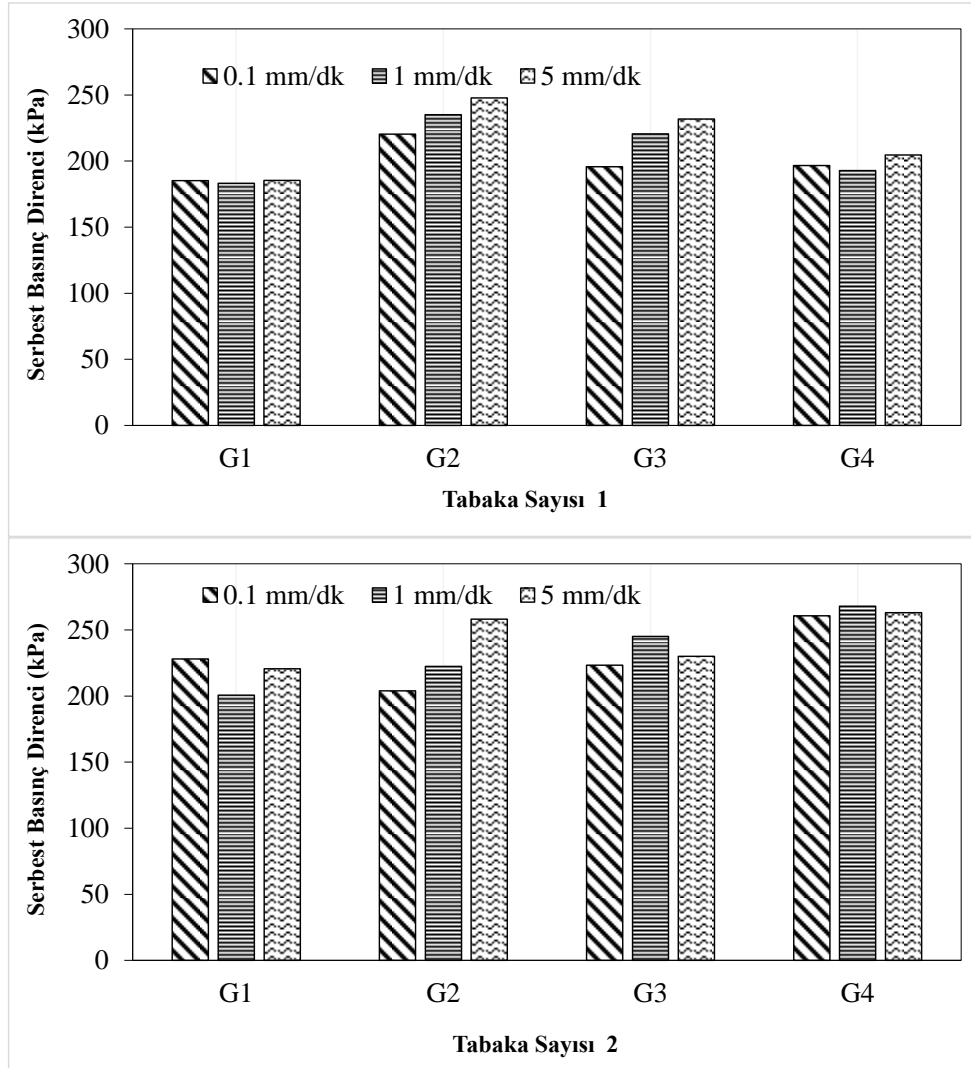 300
250
200
150
100
50
0
Serbest Basınç Direnci (kPa)
0.1 mm/dk 1 mm/dk 5 mm/dk
G1 G2 G3 G4
Tabaka Sayısı 1
300
250
200
150
100
50
0
Serbest Basınç Direnci (kPa)
0.1 mm/dk 1 mm/dk 5 mm/dk
G1 G2 G3 G4
Tabaka Sayısı 2